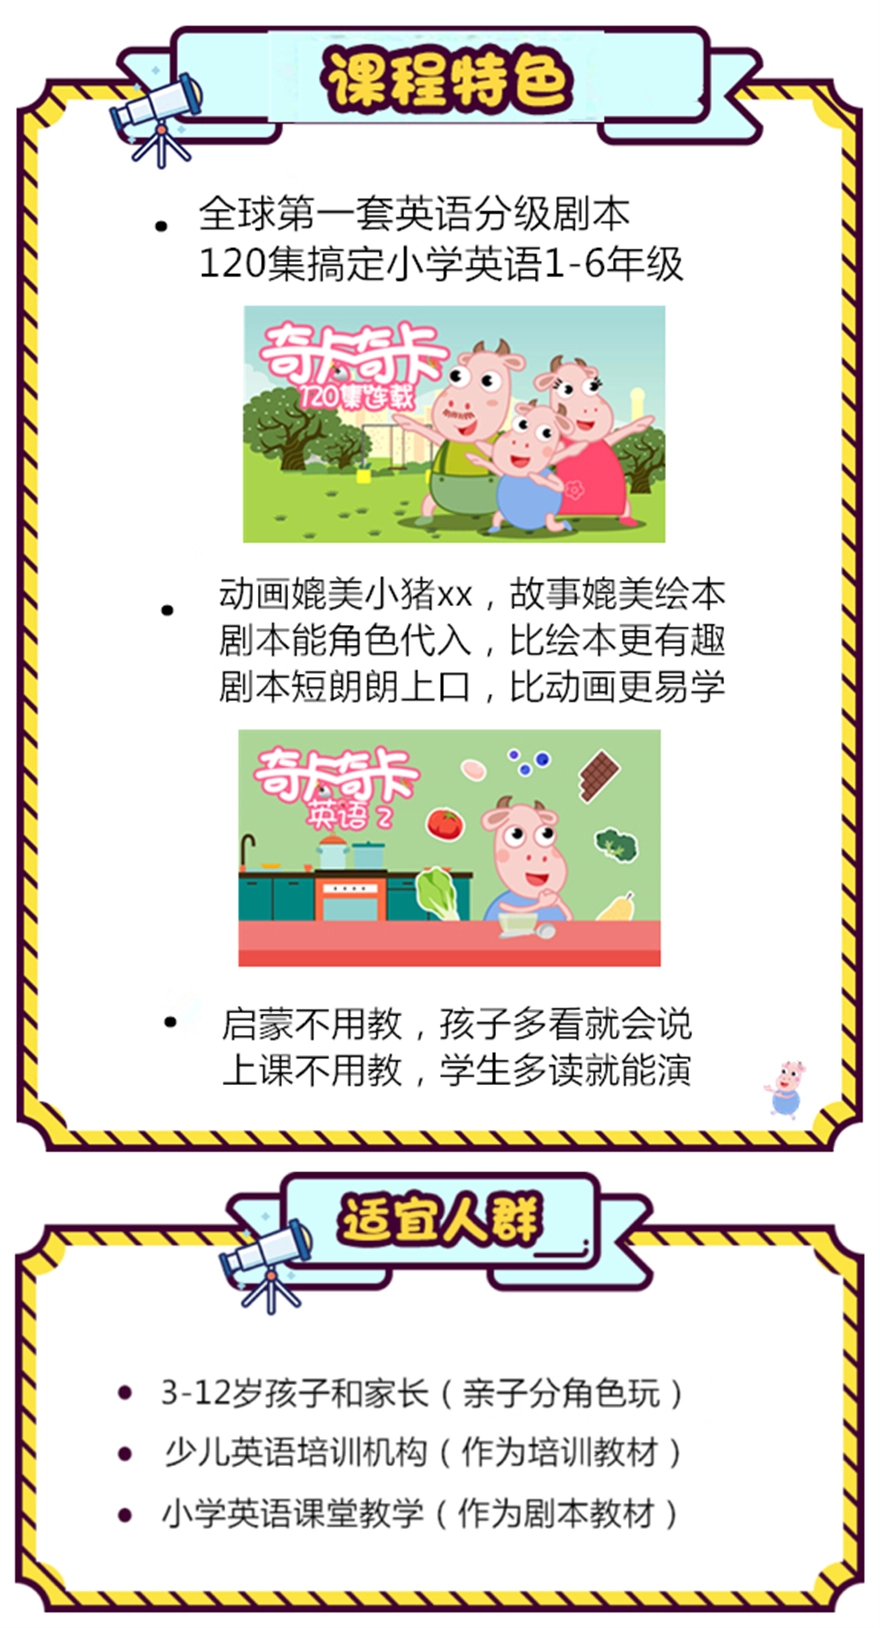 课程特色
全球第一套英语分级剧本
120集搞定小学英语1-6年级
奇卡奇卡
120集连载
动画媲美小猪xx，故事媲美绘本
剧本能角色代入，比绘本更有趣
剧本短朗朗上口，比动画更易学
奇卡奇卡
英语 2
启蒙不用教，孩子多看就会说
上课不用教，学生多读就能演
适宜人群
3-12岁孩子和家长（亲子分角色玩）
少儿英语培训机构（作为培训教材）
小学英语课堂教学（作为剧本教材）